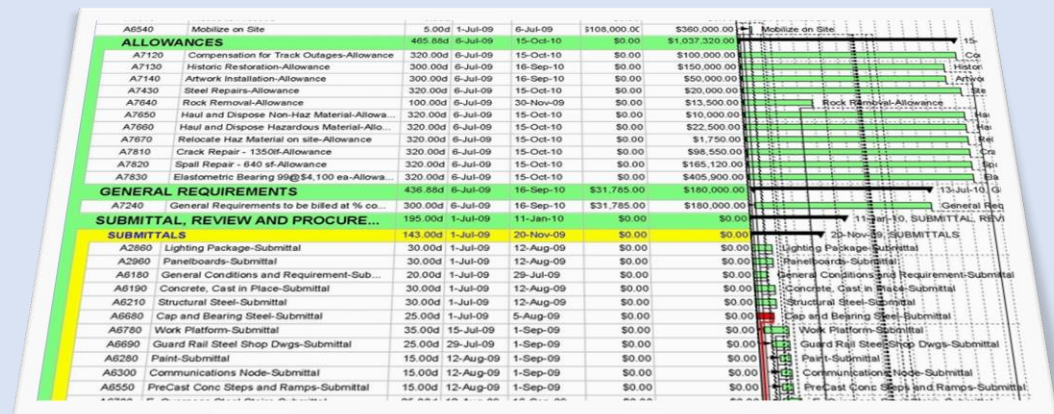 A6540 Mobilize on Site 5.00d 1-Jul-09 6-Jul-09 $108,000.00 $360,000.00 Mobilize on Site
ALLOWANCES 465.88d 6-Jul-09 15-Oct-10 $0.00 $1,037,320.00 15-
A7120 Compensation for Track Outages-Allowance 320.00d 6-Jul-09 15-Oct-10 $0.00 $150,000.00 Co
A7130 Historic Restoration-Allowance 300.00d 6-Jul-09 16-Sep-10 $0.00 $150,000.00 Histor
A7140 Artwork Installation-Allowance 300.00d 6-Jul-09 16-Sep-10 $0.00 $50,000.00 Artwo
A7430 Steel Repairs-Allowance 320.00d 6-Jul-09 15-Oct-10 $0.00 $20,000.00 Ste
A7640 Rock Removal-Allowance 100.00d 6-Jul-09 30-Nov-09 $0.00 $13,500.00 Rock Removal-Allowance
A7650 Haul and Dispose Non-Haz Material-Allowa... 320.00d 6-Jul-09 15-Oct-10 $0.00 $10,000.00 Hau
A7660 Haul and Dispose Hazardous Material-Allo... 320.00d 6-Jul-09 15-Oct-10 $0.00 $22,500.00 Hau
A7670 Relocate Haz Material on site-Allowance 320.00d 6-Jul-09 15-Oct-10 $0.00 $1,750.00 Rel
A7810 Crack Repair - 1350lf-Allowance 320.00d 6-Jul-09 15-Oct-10 $0.00 $98,550.00 Cra
A7820 Spall Repair - 640 sf-Allowance 320.00d 6-Jul-09 15-Oct-10 $0.00 $165,120.00 Spa
A7830 Elastometric Bearing 99@$4,100 ea-Allowa... 320.00d 6-Jul-09 15-Oct-10 $0.00 $405,900.00 Ela
GENERAL REQUIREMENTS 436.88d 6-Jul-09 16-Sep-10 $31,785.00 $180,000.00 13-Jul-10, G
A7240 General Requirements to be billed at % co... 300.00d 6-Jul-09 16-Sep-10 $31,785.00 $180,000.00 General Req
SUBMITTAL, REVIEW AND PROCURE... 195.00d 1-Jul-09 11-Jan-10 $0.00 $0.00 11-Jan-10, SUBMITTAL, REVI
SUBMITTALS 143.00d 1-Jul-09 20-Nov-09 $0.00 $0.00 20-Nov-09, SUBMITTALS
A2860 Lighting Package-Submittal 30.00d 1-Jul-09 12-Aug-09 $0.00 $0.00 Lighting Package-Submittal
A2960 Panelboards-Submittal 30.00d 1-Jul-09 12-Aug-09 $0.00 $0.00 Panelboards-Submittal
A6180 General Conditions and Requirement-Sub... 20.00d 1-Jul-09 29-Jul-09 $0.00 $0.00 General Conditions and Requirement-Submittal
A6190 Concrete, Cast in Place-Submittal 30.00d 1-Jul-09 12-Aug-09 $0.00 $0.00 Concrete, Cast in Place-Submittal
A6210 Structural Steel-Submittal 30.00d 1-Jul-09 12-Aug-09 $0.00 $0.00 Structural Steel-Submittal
A6680 Cap and Bearing Steel-Submittal 25.00d 1-Jul-09 5-Aug-09 $0.00 $0.00 Cap and Bearing Steel-Submittal
A6780 Work Platform-Submittal 35.00d 15-Jul-09 1-Sep-09 $0.00 $0.00 Work Platform-Submittal
A6690 Guard Rail Steel Shop Dwgs-Submittal 25.00d 29-Jul-09 1-Sep-09 $0.00 $0.00 Guard Rail Steel Shop Dwgs-Submittal
A6280 Paint-Submittal 15.00d 12-Aug-09 1-Sep-09 $0.00 $0.00 Paint-Submittal
A6300 Communications Node-Submittal 15.00d 12-Aug-09 1-Sep-09 $0.00 $0.00 Communications Node-Submittal
A6550 PreCast Conc Steps and Ramps-Submittal 15.00d 12-Aug-09 1-Sep-09 $0.00 $0.00 PreCast Conc Steps and Ramps-Submittal